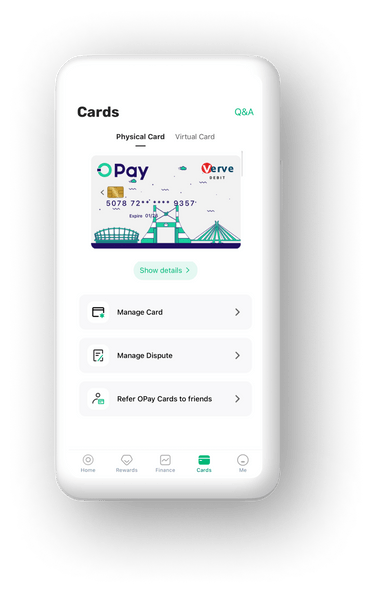 Cards
Q&A
Physical Card Virtual Card
OPay
Verve
DEBIT
5078 72** **** 9357
Expire 01/28
Show details
Manage Card
Manage Dispute
Refer OPay Cards to friends
Home Rewards Finance Cards Me